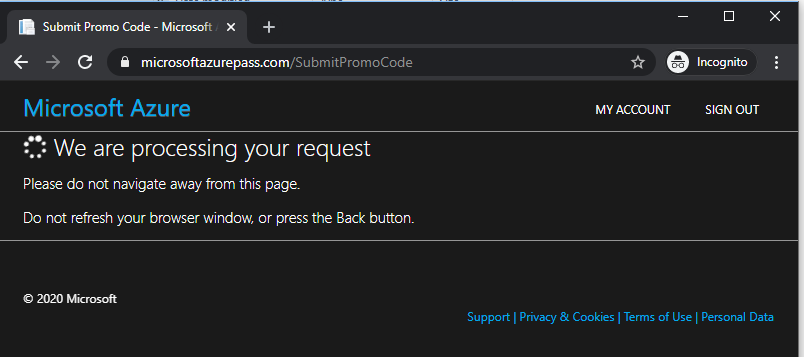 Submit Promo Code - Microsoft
microsoftazurepass.com/SubmitPromoCode
Incognito
Microsoft Azure
MY ACCOUNT
SIGN OUT
We are processing your request
Please do not navigate away from this page.
Do not refresh your browser window, or press the Back button.
© 2020 Microsoft
Support | Privacy & Cookies | Terms of Use | Personal Data